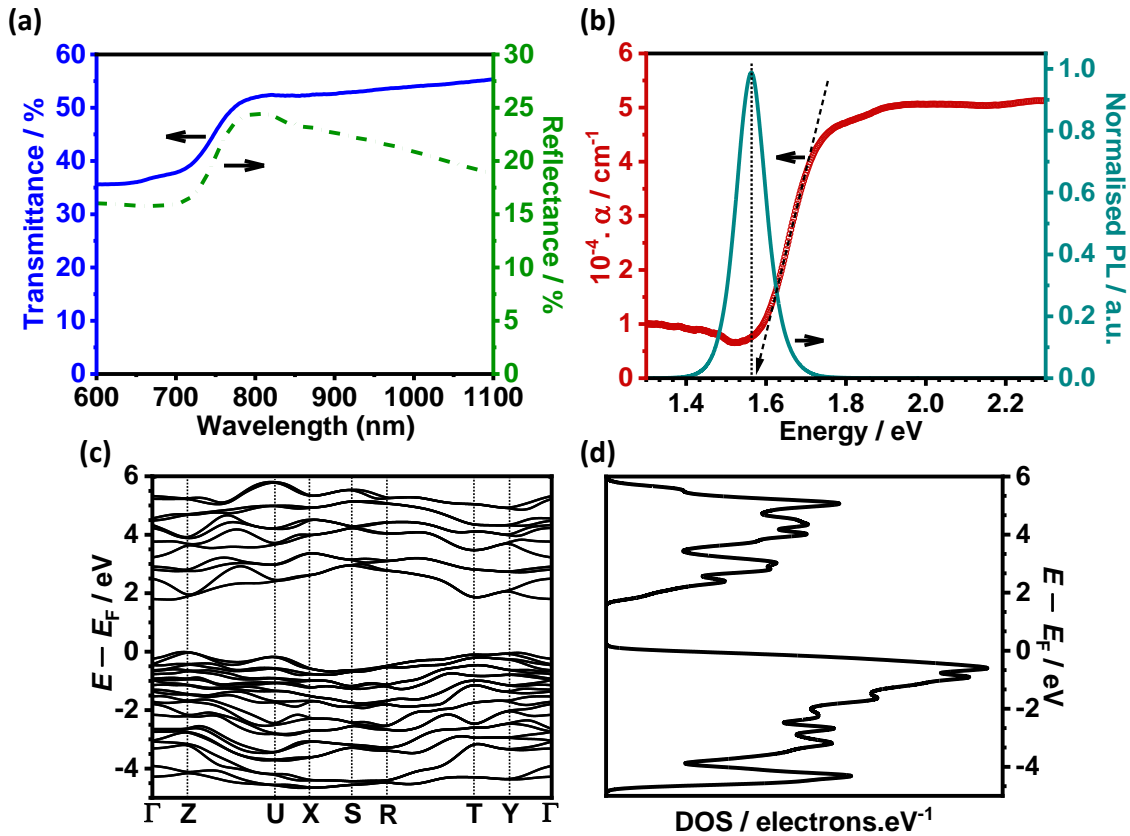 (a)
60
50
40
30
20
10
0
Transmittance / %
30
25
20
15
10
5
0
Reflectance / %
600 700 800 900 1000 1100
Wavelength (nm)
(b)
6
5
4
3
2
1
0
10⁻⁴. α / cm⁻¹
1.0
0.8
0.6
0.4
0.2
0.0
Normalised PL / a.u.
1.4 1.6 1.8 2.0 2.2
Energy / eV
(c)
6
4
2
0
-2
-4
E – E_F / eV
Γ Z U X S R T Y Γ
(d)
6
4
2
0
-2
-4
E – E_F / eV
DOS / electrons.eV⁻¹